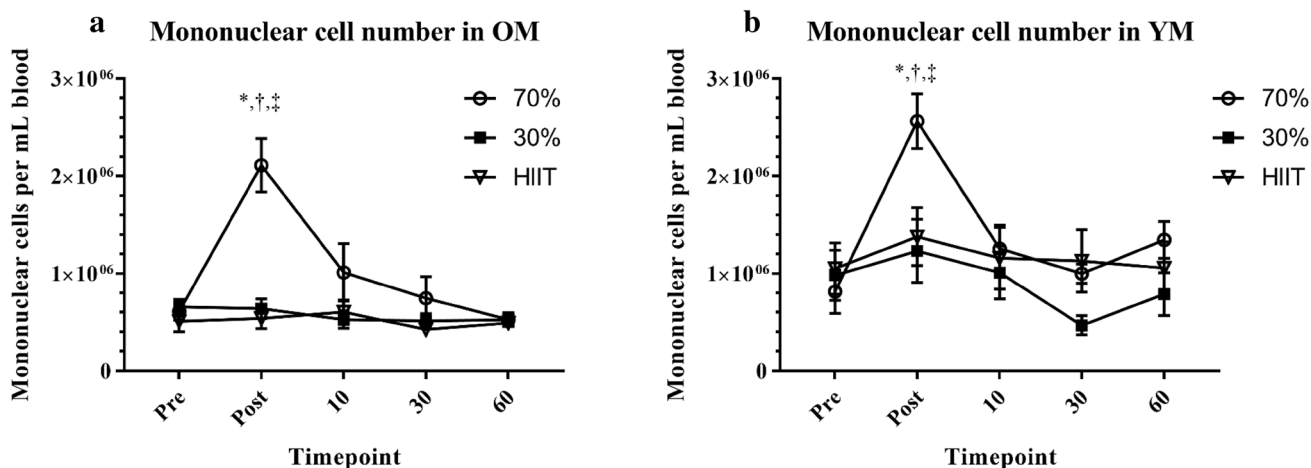 a
Mononuclear cell number in OM
Mononuclear cells per mL blood
3×10⁰⁶
2×10⁰⁶
1×10⁰⁶
0
*,†,‡
70%
30%
HIIT
Pre
Post
10
30
60
Timepoint
b
Mononuclear cell number in YM
Mononuclear cells per mL blood
3×10⁰⁶
2×10⁰⁶
1×10⁰⁶
0
*,†,‡
70%
30%
HIIT
Pre
Post
10
30
60
Timepoint